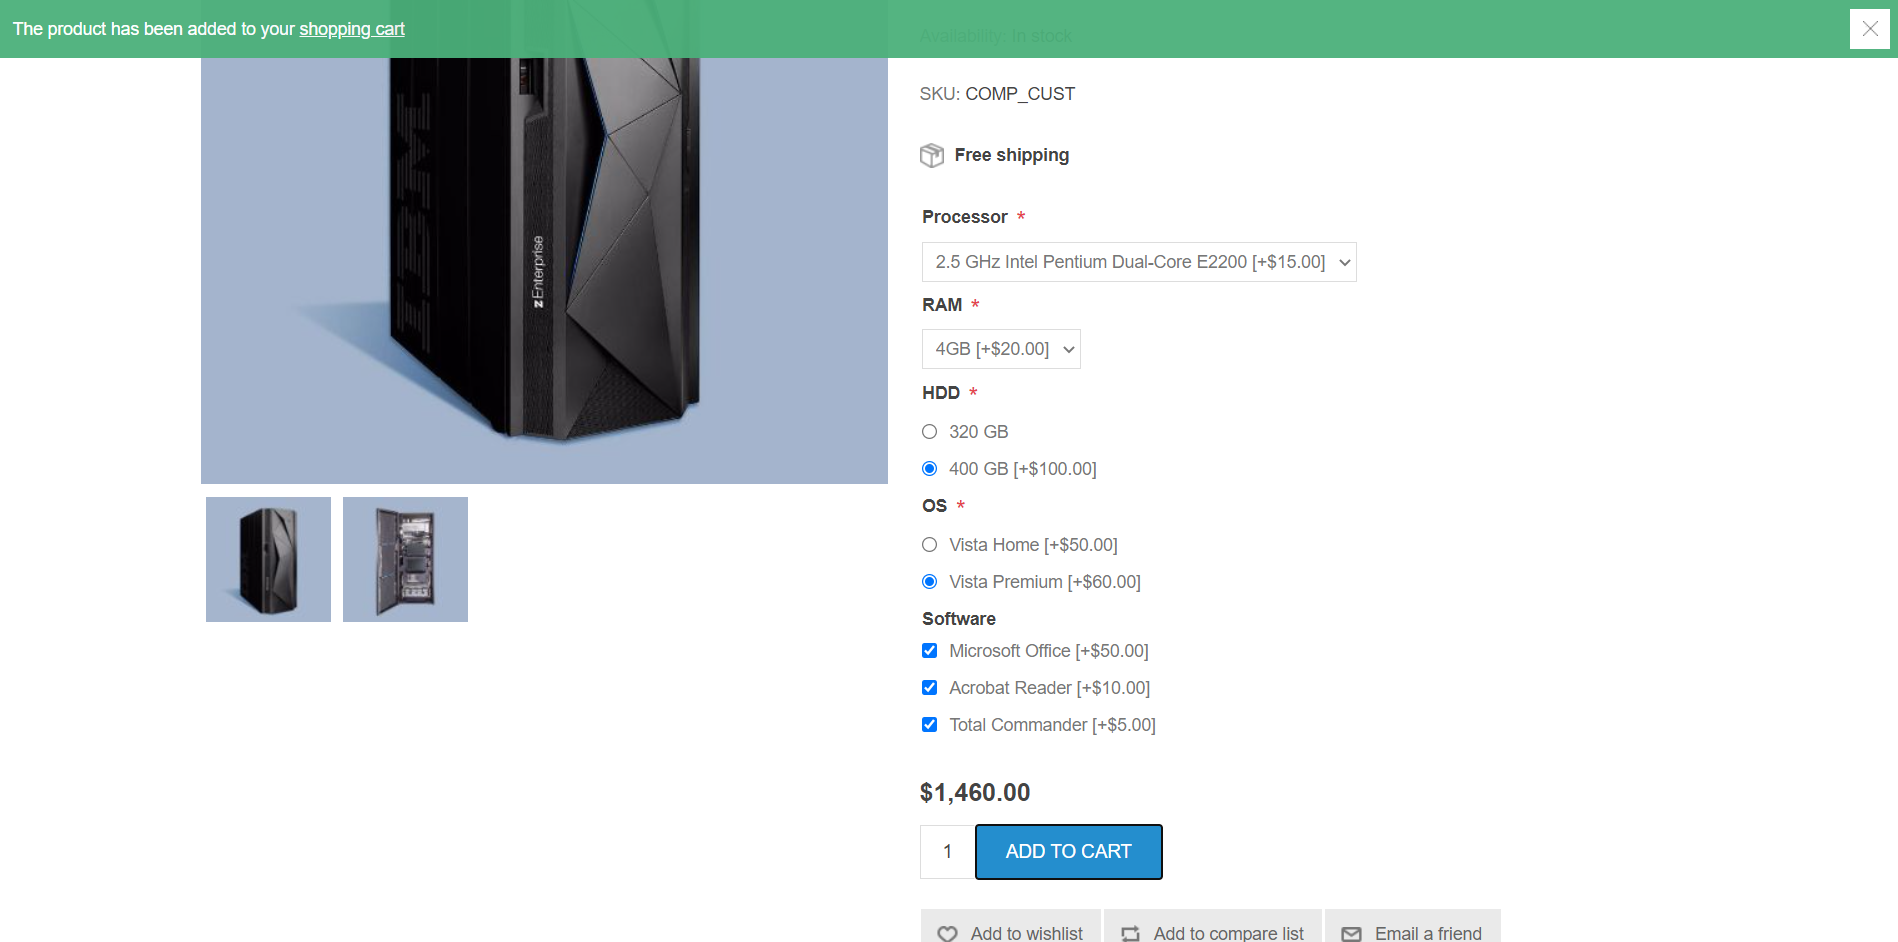 The product has been added to your shopping cart
Availability: In stock
SKU: COMP_CUST
Free shipping
IBM
z Enterprise
Processor *
2.5 GHz Intel Pentium Dual-Core E2200 [+$15.00]
RAM *
4GB [+$20.00]
HDD *
320 GB
400 GB [+$100.00]
OS *
Vista Home [+$50.00]
Vista Premium [+$60.00]
Software
Microsoft Office [+$50.00]
Acrobat Reader [+$10.00]
Total Commander [+$5.00]
$1,460.00
1 ADD TO CART
Add to wishlist Add to compare list Email a friend